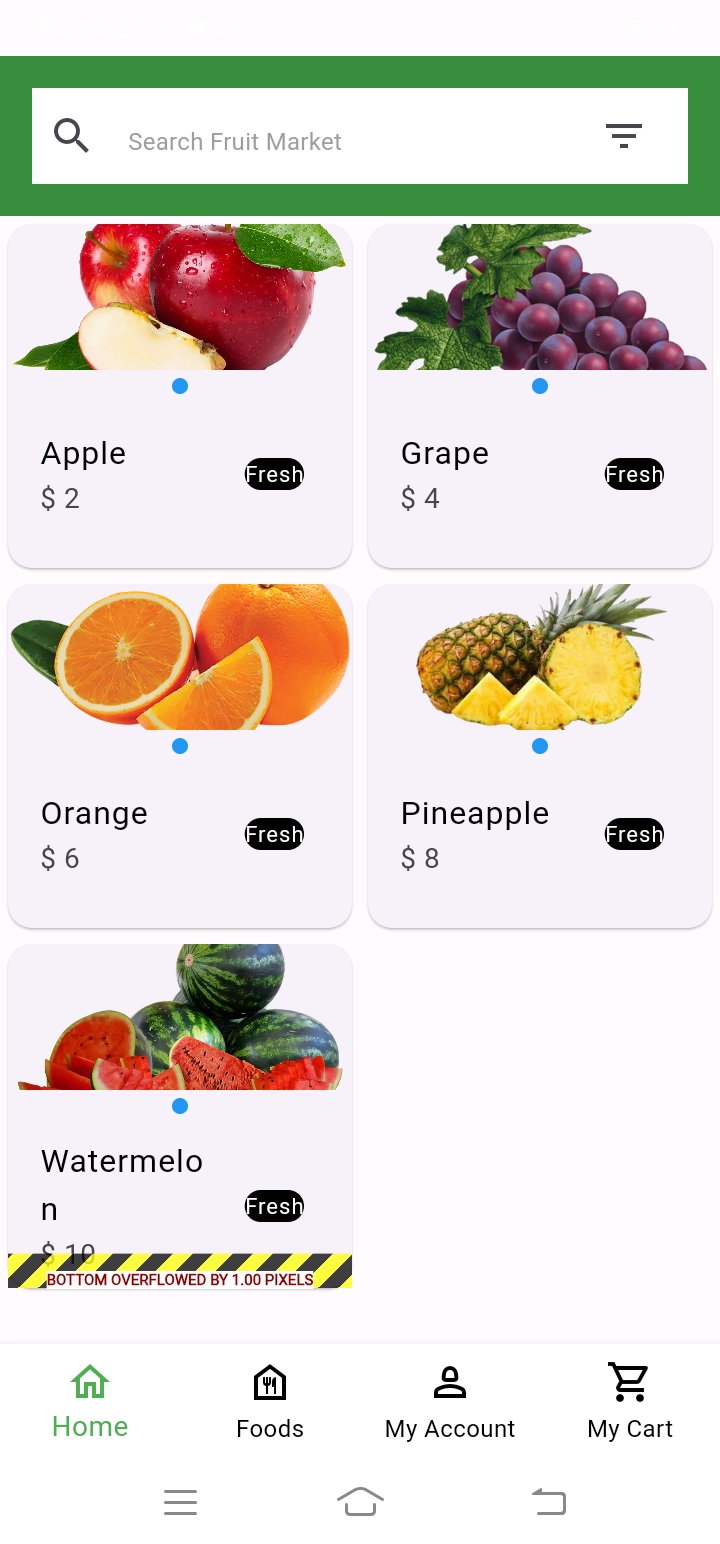 Search Fruit Market
Apple
$ 2
Fresh
Grape
$ 4
Fresh
Orange
$ 6
Fresh
Pineapple
$ 8
Fresh
Watermelo
n
$ 10
Fresh
BOTTOM OVERFLOWED BY 1.00 PIXELS
Home
Foods
My Account
My Cart